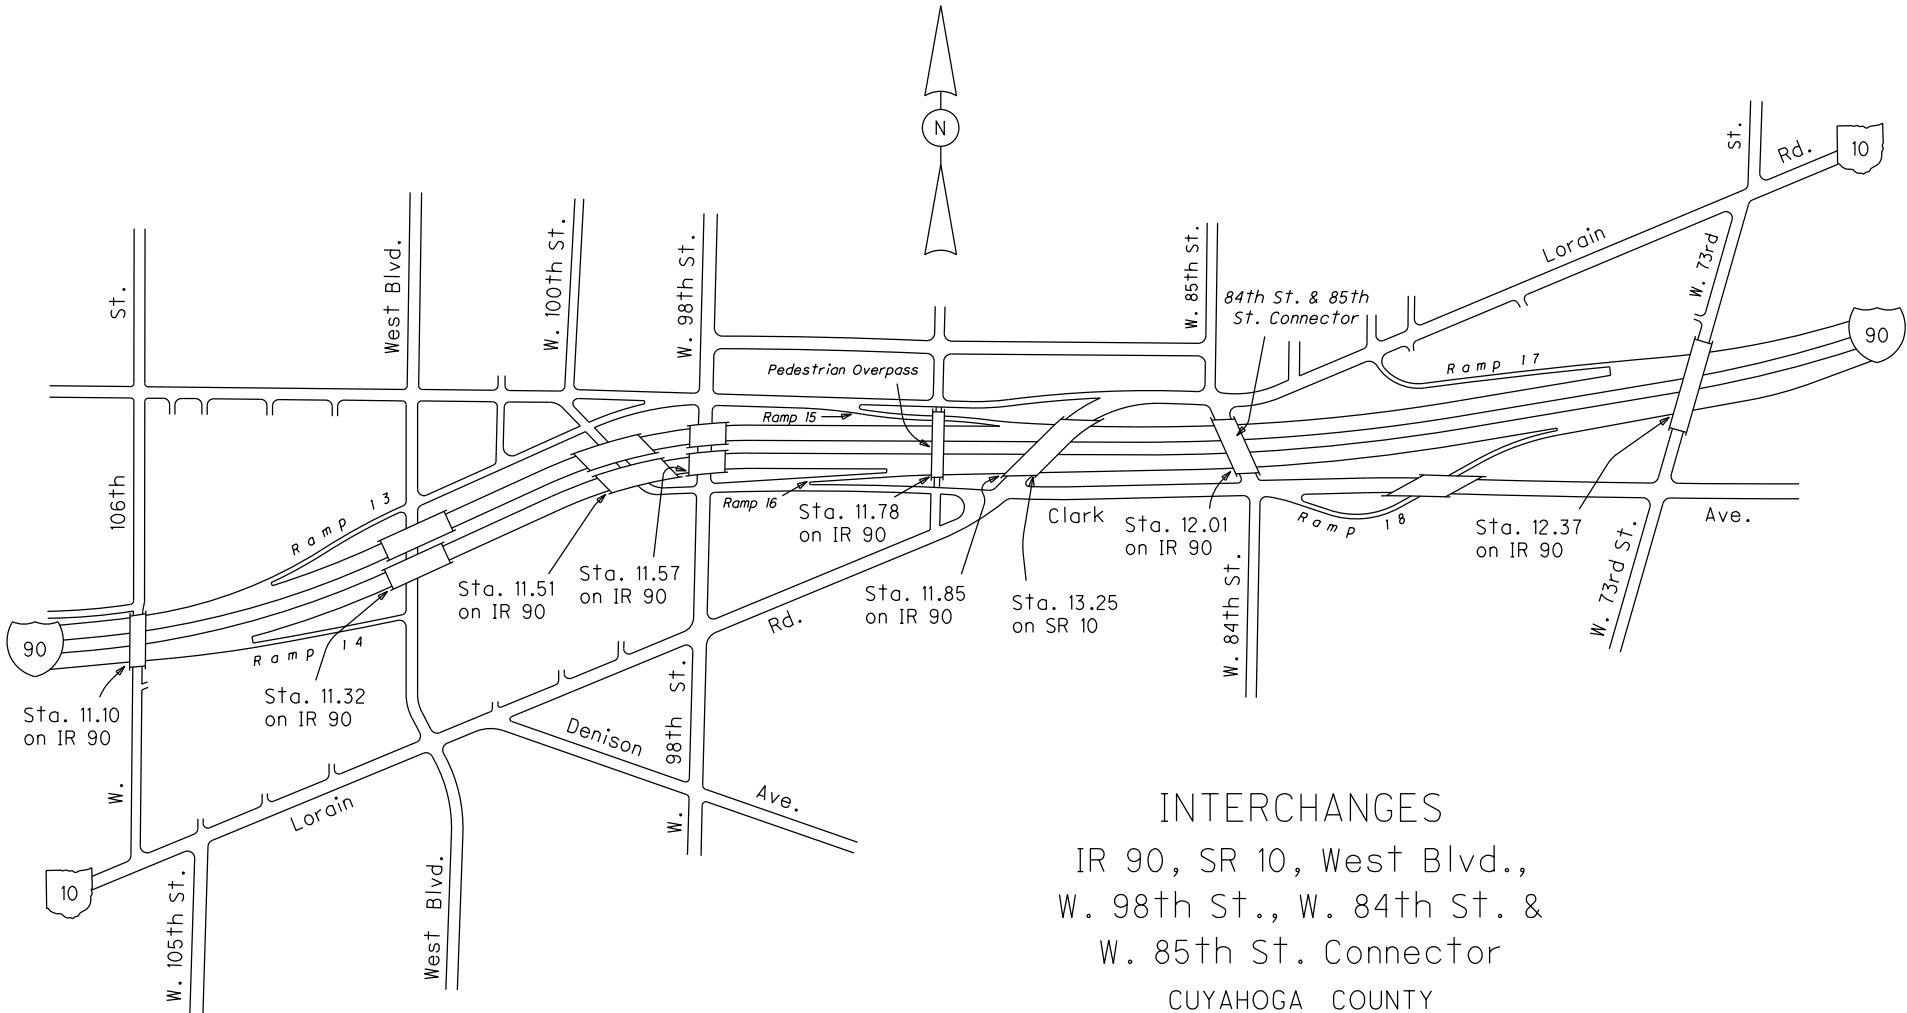 N
St.
Rd.
10
Lorain
W. 73rd
90
St.
West Blvd.
W. 100th St.
W. 98th St.
W. 85th St.
84th St. & 85th
St. Connector
Ramp 17
Pedestrian Overpass
Ramp 15
106th
Ramp 13
Ramp 16
Sta. 11.78
on IR 90
Clark
Sta. 12.01
on IR 90
Ramp 18
Sta. 12.37
on IR 90
Ave.
W. 73rd St.
W. 84th St.
Sta. 11.51
on IR 90
Sta. 11.57
on IR 90
Sta. 11.85
on IR 90
Sta. 13.25
on SR 10
Rd.
90
Ramp 14
Sta. 11.32
on IR 90
Sta. 11.10
on IR 90
W.
Lorain
10
W. 105th St.
West Blvd.
Denison
Ave.
St.
98th
W.
INTERCHANGES
IR 90, SR 10, West Blvd.,
W. 98th St., W. 84th St. &
W. 85th St. Connector
CUYAHOGA COUNTY